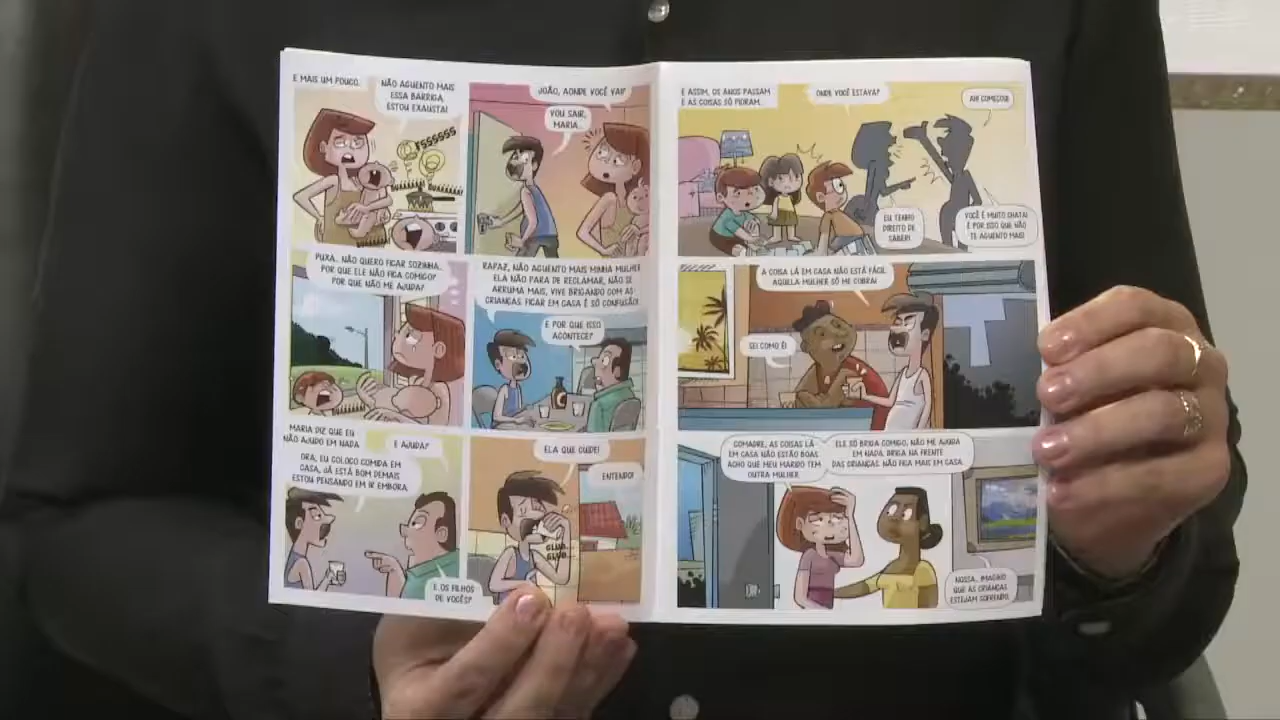 E MAIS UM POUCO...
NÃO AGUENTO MAIS
ESSA BARRIGA,
ESTOU EXAUSTA!
FSSSSSS
GUAAAAAA! GUAAAAAA!
JOÃO, AONDE VOCÊ VAI?
VOU SAIR,
MARIA...
PUXA... NÃO QUERO FICAR SOZINHA...
POR QUE ELE NÃO FICA COMIGO?
POR QUE NÃO ME AJUDA?
RAPAZ, NÃO AGUENTO MAIS MINHA MULHER.
ELA NÃO PARA DE RECLAMAR, NÃO SE
ARRUMA MAIS, VIVE BRIGANDO COM AS
CRIANÇAS. FICAR EM CASA É SÓ CONFUSÃO!
E POR QUE ISSO
ACONTECE?
MARIA DIZ QUE EU
NÃO AJUDO EM NADA.
E AJUDA?
ORA, EU COLOCO COMIDA EM
CASA, JÁ ESTÁ BOM DEMAIS.
ESTOU PENSANDO EM IR EMBORA.
E OS FILHOS
DE VOCÊS?
ELA QUE CUIDE!
ENTENDO!
GLUB
GLUB
E ASSIM, OS ANOS PASSAM
E AS COISAS SÓ PIORAM...
ONDE VOCÊ ESTAVA?
AH! COMEÇOU!
EU TENHO
DIREITO DE
SABER!
VOCÊ É MUITO CHATA!
É POR ISSO QUE NÃO
TE AGUENTO MAIS!
A COISA LÁ EM CASA NÃO ESTÁ FÁCIL.
AQUELA MULHER SÓ ME COBRA!
SEI COMO É!
COMADRE, AS COISAS LÁ
EM CASA NÃO ESTÃO BOAS.
ACHO QUE MEU MARIDO TEM
OUTRA MULHER.
ELE SÓ BRIGA COMIGO, NÃO ME AJUDA
EM NADA, BRIGA NA FRENTE
DAS CRIANÇAS, NÃO FICA MAIS EM CASA.
NOSSA... IMAGINO
QUE AS CRIANÇAS
ESTEJAM SOFRENDO.